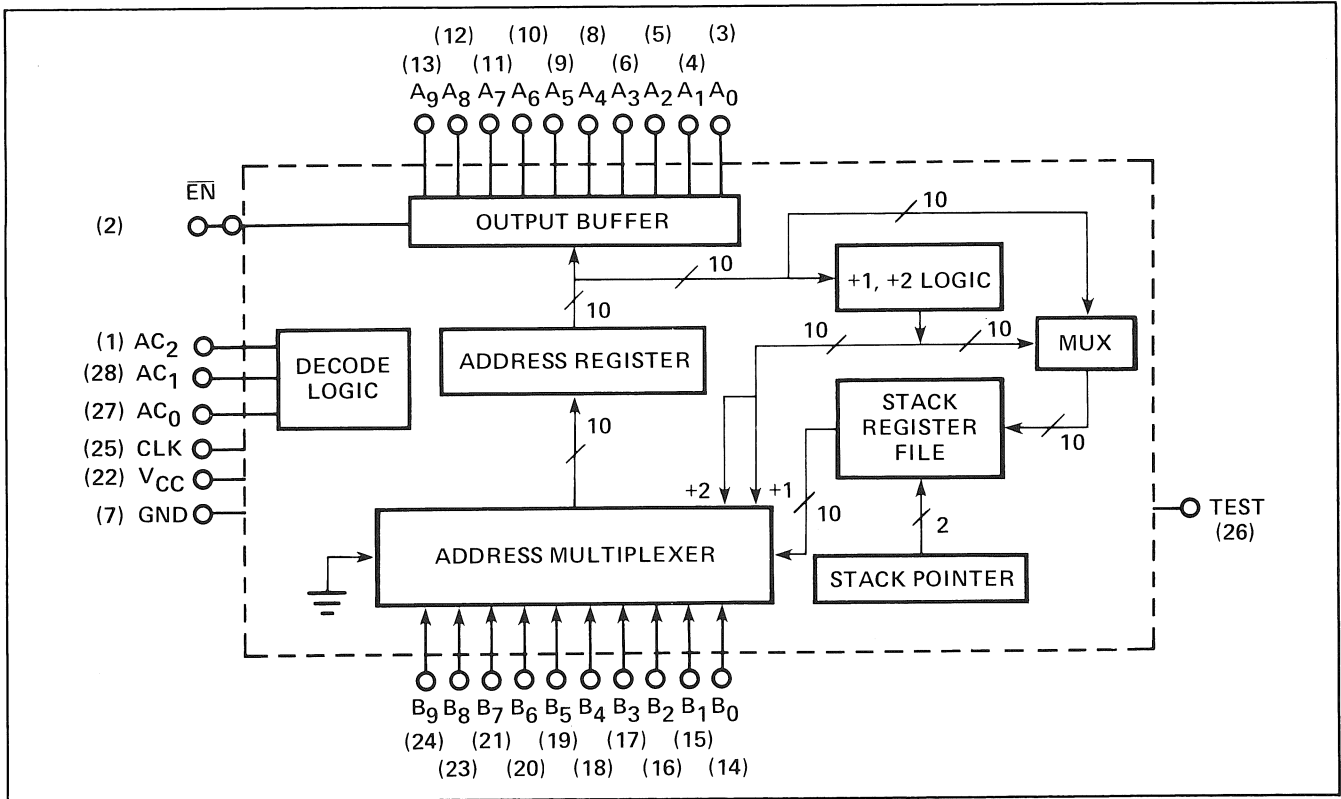 (12) (10) (8) (5) (3)
(13) (11) (9) (6) (4)
A9 A8 A7 A6 A5 A4 A3 A2 A1 A0
EN
(2)
OUTPUT BUFFER
10
10
+1, +2 LOGIC
10
10
10
MUX
(1) AC2
(28) AC1
(27) AC0
DECODE
LOGIC
ADDRESS REGISTER
STACK
REGISTER
FILE
10
10
(25) CLK
(22) VCC
(7) GND
+2
+1
10
2
TEST
(26)
ADDRESS MULTIPLEXER
STACK POINTER
B9 B8 B7 B6 B5 B4 B3 B2 B1 B0
(24) (21) (19) (17) (15)
(23) (20) (18) (16) (14)